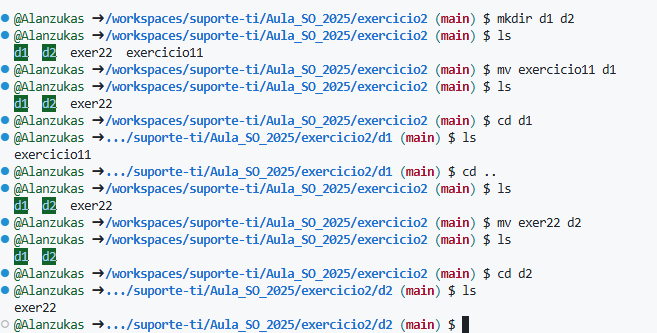 @Alanzukas ➜/workspaces/suporte-ti/Aula_SO_2025/exercicio2 (main) $ mkdir d1 d2
@Alanzukas ➜/workspaces/suporte-ti/Aula_SO_2025/exercicio2 (main) $ ls
d1  d2  exer22  exercicio11
@Alanzukas ➜/workspaces/suporte-ti/Aula_SO_2025/exercicio2 (main) $ mv exercicio11 d1
@Alanzukas ➜/workspaces/suporte-ti/Aula_SO_2025/exercicio2 (main) $ ls
d1  d2  exer22
@Alanzukas ➜/workspaces/suporte-ti/Aula_SO_2025/exercicio2 (main) $ cd d1
@Alanzukas ➜.../suporte-ti/Aula_SO_2025/exercicio2/d1 (main) $ ls
exercicio11
@Alanzukas ➜.../suporte-ti/Aula_SO_2025/exercicio2/d1 (main) $ cd ..
@Alanzukas ➜/workspaces/suporte-ti/Aula_SO_2025/exercicio2 (main) $ ls
d1  d2  exer22
@Alanzukas ➜/workspaces/suporte-ti/Aula_SO_2025/exercicio2 (main) $ mv exer22 d2
@Alanzukas ➜/workspaces/suporte-ti/Aula_SO_2025/exercicio2 (main) $ ls
d1  d2
@Alanzukas ➜/workspaces/suporte-ti/Aula_SO_2025/exercicio2 (main) $ cd d2
@Alanzukas ➜.../suporte-ti/Aula_SO_2025/exercicio2/d2 (main) $ ls
exer22
@Alanzukas ➜.../suporte-ti/Aula_SO_2025/exercicio2/d2 (main) $